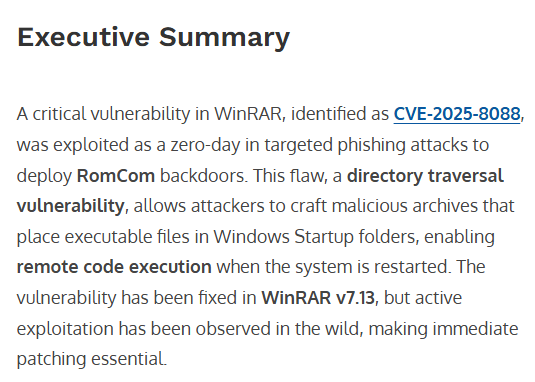 Executive Summary
A critical vulnerability in WinRAR, identified as CVE-2025-8088,
was exploited as a zero-day in targeted phishing attacks to
deploy RomCom backdoors. This flaw, a directory traversal
vulnerability, allows attackers to craft malicious archives that
place executable files in Windows Startup folders, enabling
remote code execution when the system is restarted. The
vulnerability has been fixed in WinRAR v7.13, but active
exploitation has been observed in the wild, making immediate
patching essential.